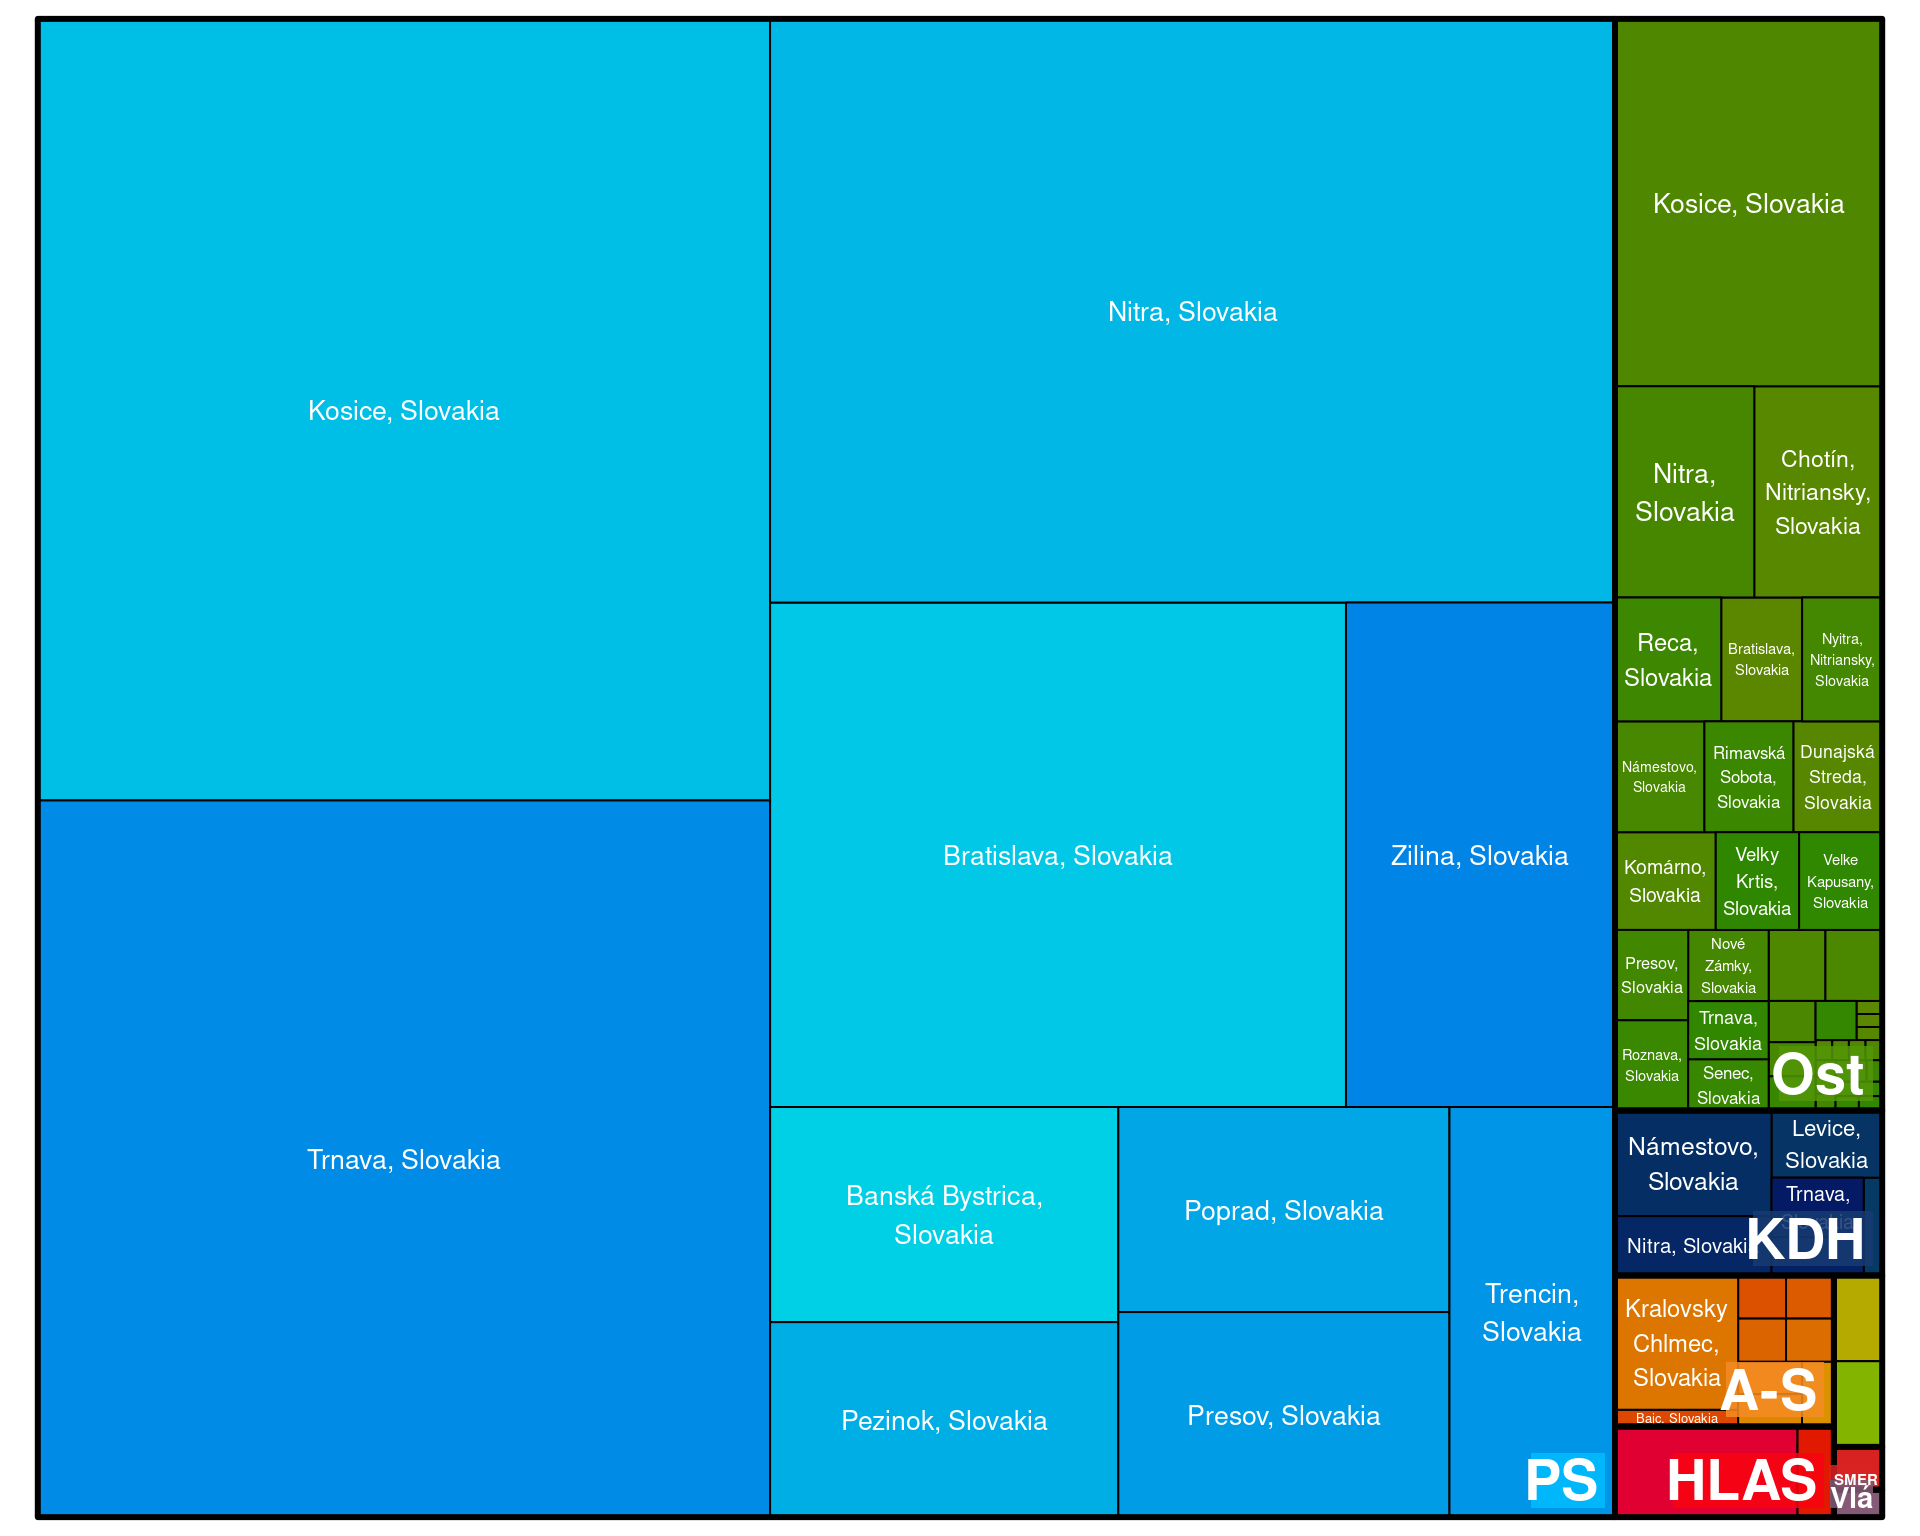 Kosice, Slovakia
Trnava, Slovakia
Nitra, Slovakia
Bratislava, Slovakia
Zilina, Slovakia
Banská Bystrica,
Slovakia
Pezinok, Slovakia
Poprad, Slovakia
Presov, Slovakia
Trencin,
Slovakia
PS
Kosice, Slovakia
Nitra,
Slovakia
Chotín,
Nitriansky,
Slovakia
Reca,
Slovakia
Bratislava,
Slovakia
Nyitra,
Nitriansky,
Slovakia
Námestovo,
Slovakia
Rimavská
Sobota,
Slovakia
Dunajská
Streda,
Slovakia
Komárno,
Slovakia
Velky
Krtis,
Slovakia
Velke
Kapusany,
Slovakia
Presov,
Slovakia
Nové
Zámky,
Slovakia
Roznava,
Slovakia
Trnava,
Slovakia
Senec,
Slovakia
Ost
Námestovo,
Slovakia
Levice,
Slovakia
Trnava,
Slovakia
Nitra, Slovaki
KDH
Kralovsky
Chlmec,
Slovakia
Bajc, Slovakia
A-S
HLAS
SMER
Vlá